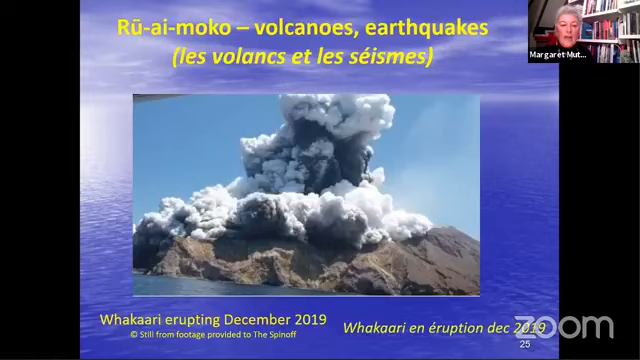 Rū-ai-moko – volcanoes, earthquakes
(les volancs et les séismes)
Margaret Mut...
Whakaari erupting December 2019
© Still from footage provided to The Spinoff
Whakaari en éruption dec 2019
25
zoom